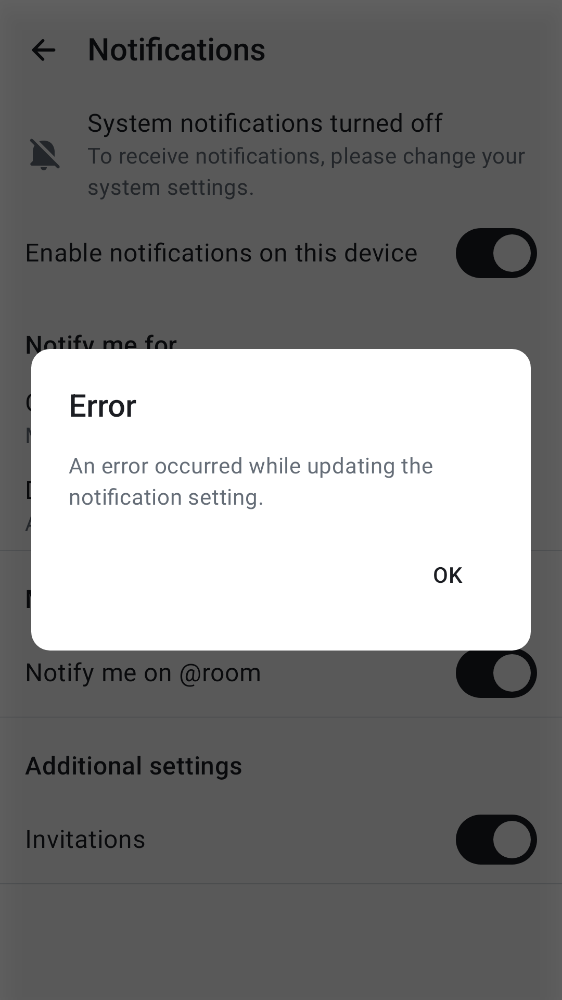 Notifications
System notifications turned off
To receive notifications, please change your
system settings.
Enable notifications on this device
Notify me for
Error
An error occurred while updating the
notification setting.
OK
Notify me on @room
Additional settings
Invitations